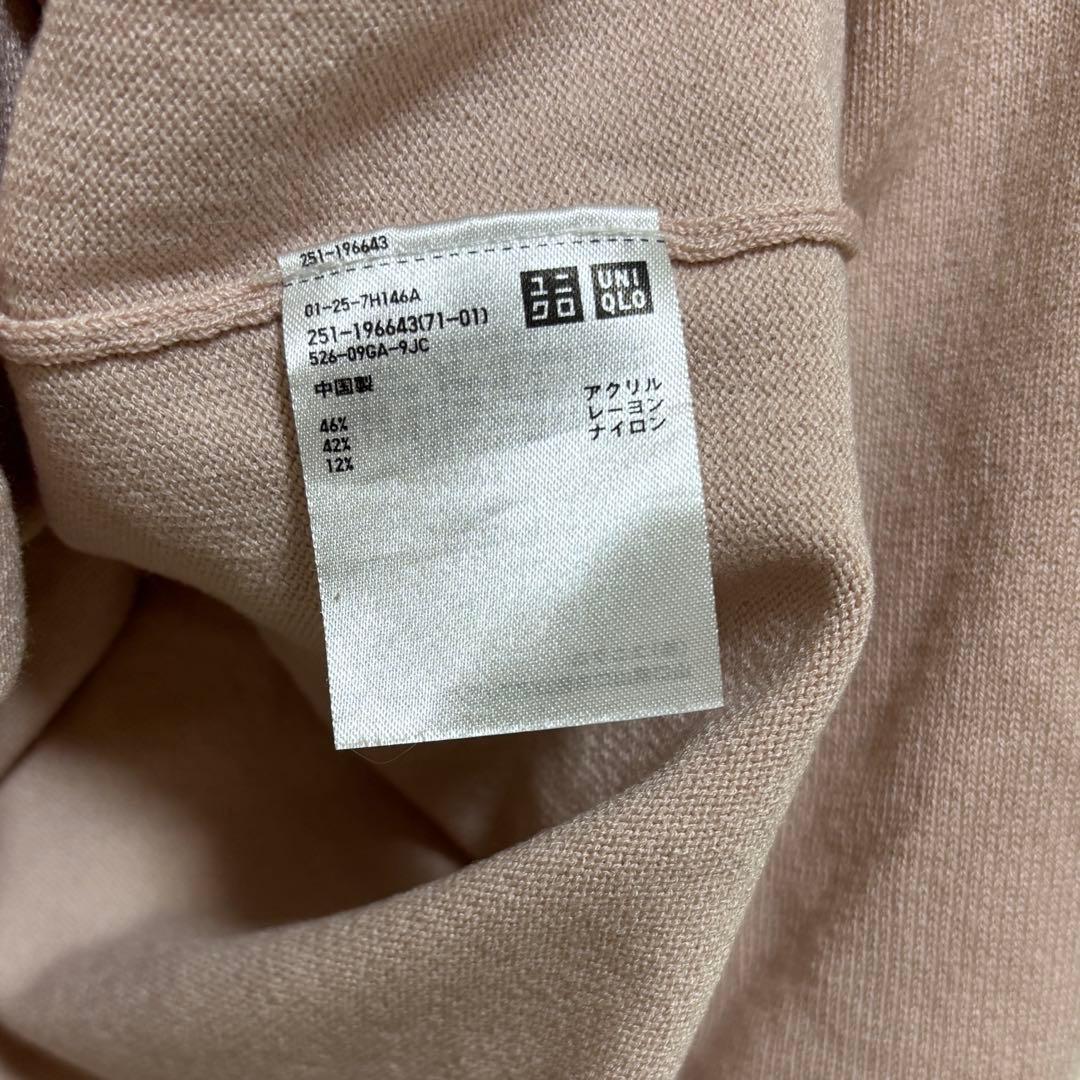 251-196643
01-25-7H146A
251-196643(71-01)
526-09GA-9JC
ユニ
クロ
UNI
QLO
中国製
46% アクリル
42% レーヨン
12% ナイロン